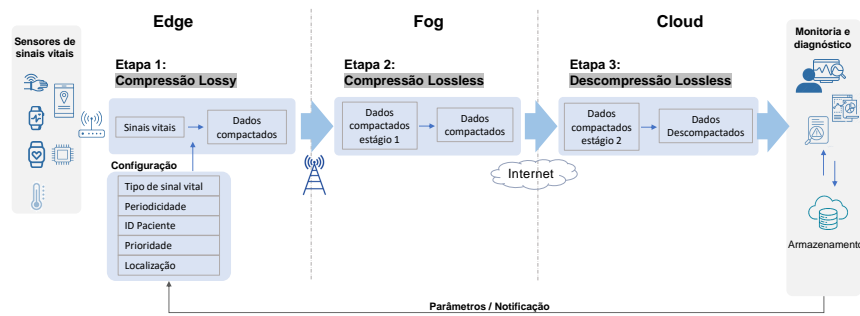 Edge
Fog
Cloud
Sensores de
sinais vitais
Etapa 1:
Compressão Lossy
Etapa 2:
Compressão Lossless
Etapa 3:
Descompressão Lossless
Monitoria e
diagnóstico
Sinais vitais
Dados
compactados
Dados
compactados
estágio 1
Dados
compactados
Dados
compactados
estágio 2
Dados
Descompactados
Configuração
Tipo de sinal vital
Periodicidade
ID Paciente
Prioridade
Localização
Internet
Armazenamento
Parâmetros / Notificação